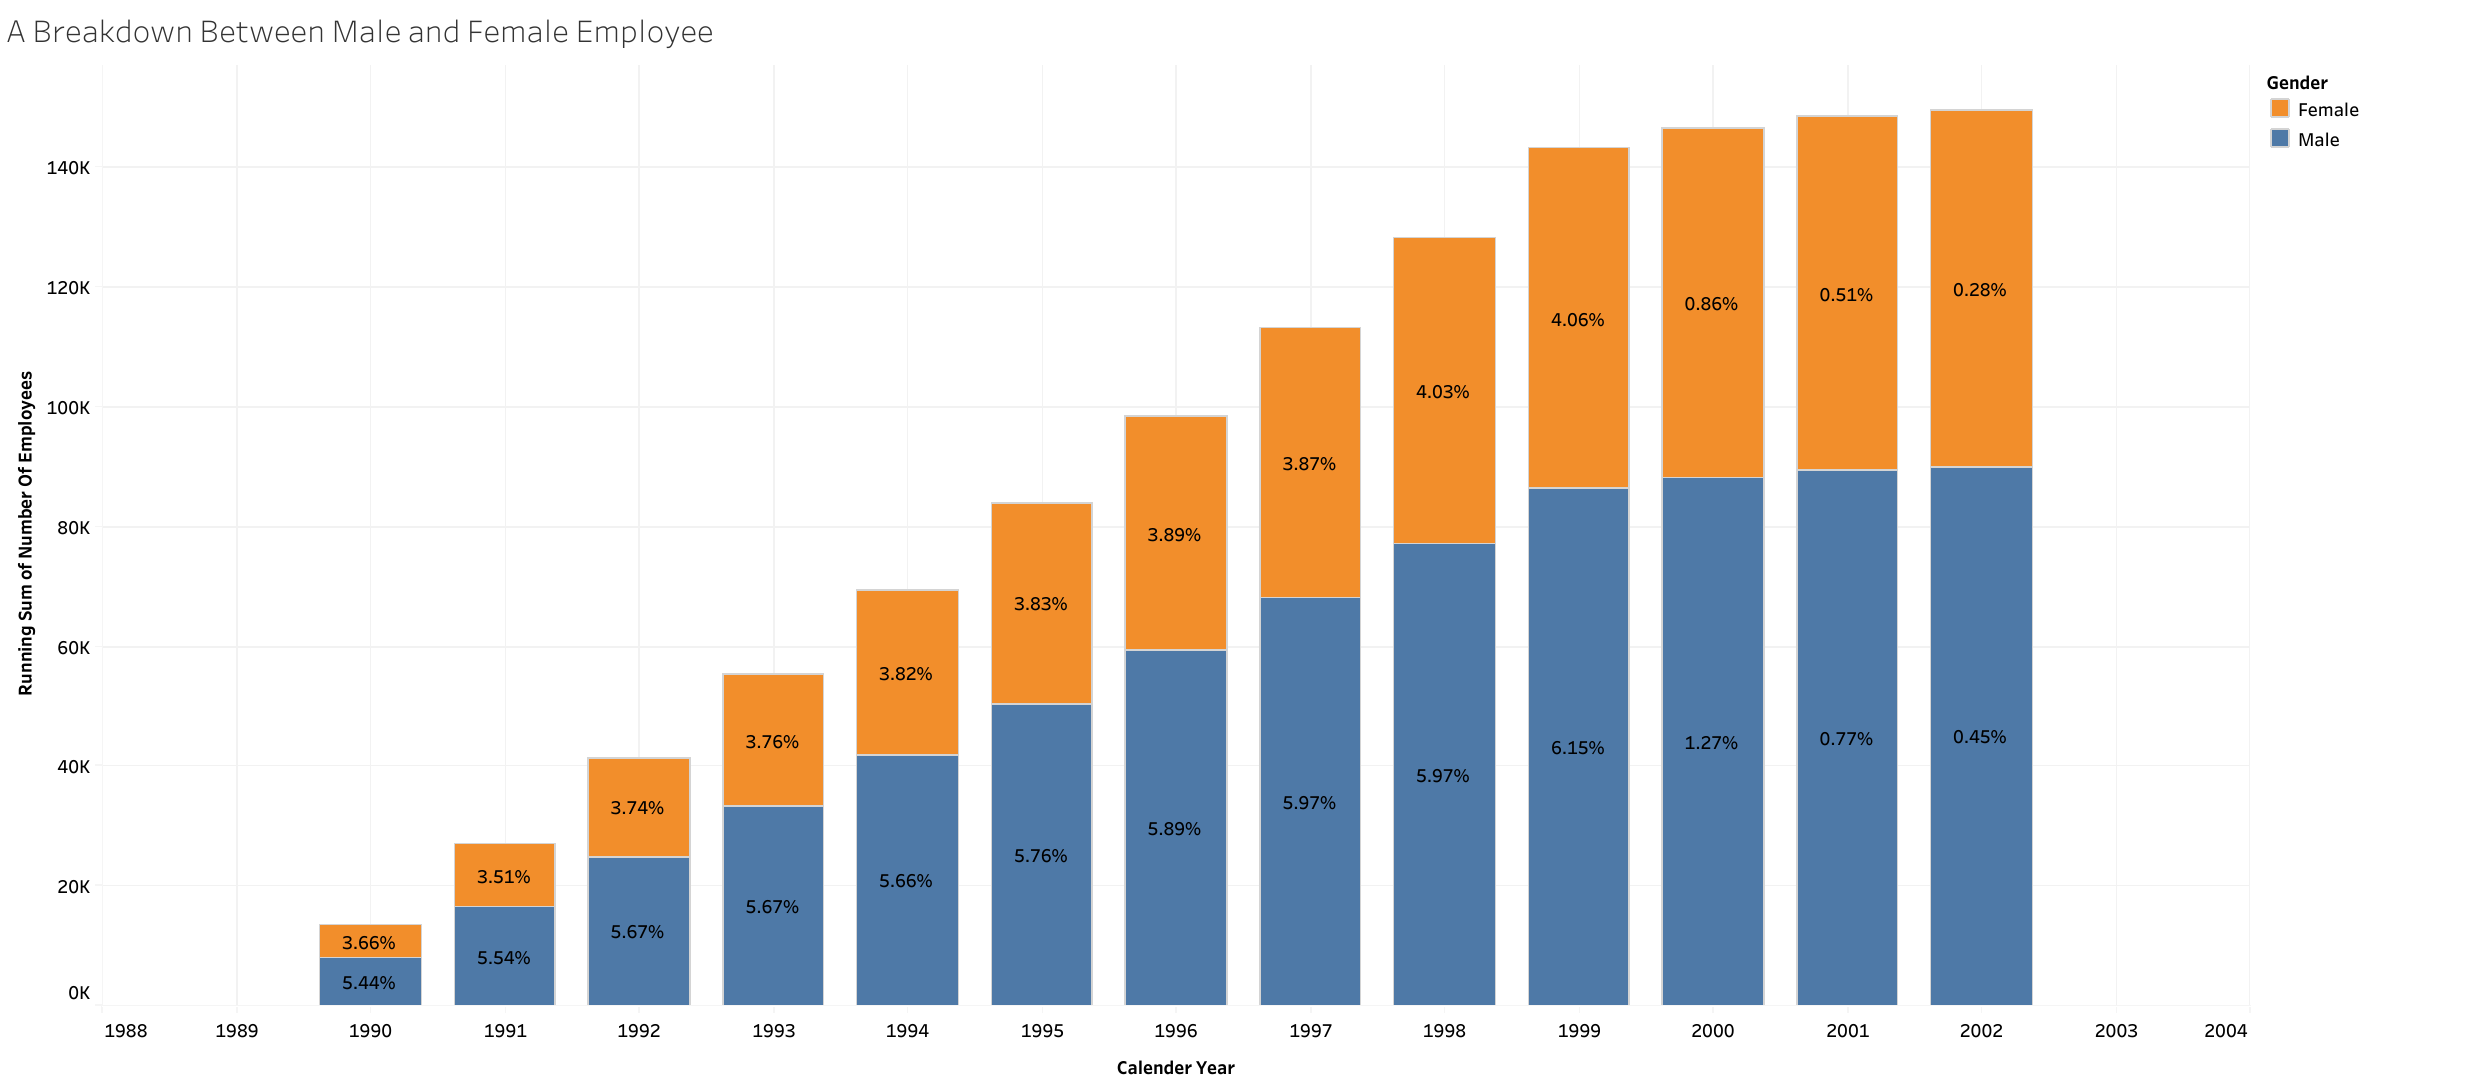 A Breakdown Between Male and Female Employee
Gender
Female
Male
Running Sum of Number Of Employees
140K
120K
100K
80K
60K
40K
20K
0K
3.66%
5.44%
3.51%
5.54%
3.74%
5.67%
3.76%
5.67%
3.82%
5.66%
3.83%
5.76%
3.89%
5.89%
3.87%
5.97%
4.03%
5.97%
4.06%
6.15%
0.86%
1.27%
0.51%
0.77%
0.28%
0.45%
1988 1989 1990 1991 1992 1993 1994 1995 1996 1997 1998 1999 2000 2001 2002 2003 2004
Calender Year